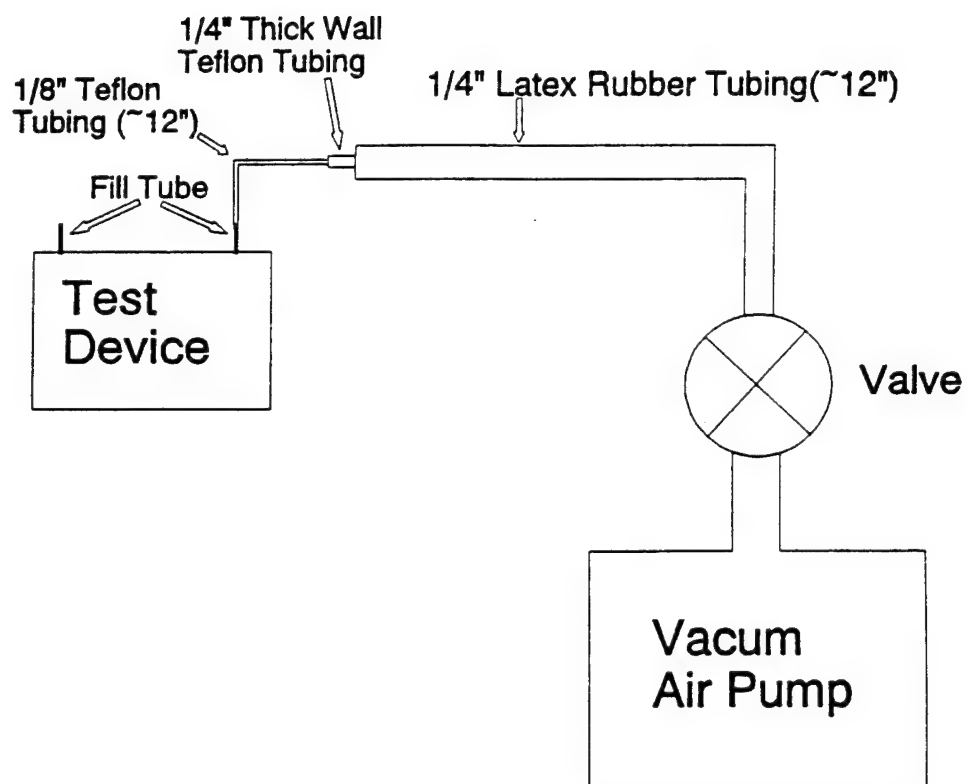 1/4" Thick Wall
Teflon Tubing
1/8" Teflon
Tubing (~12")
1/4" Latex Rubber Tubing(~12")
Fill Tube
Test
Device
Valve
Vacum
Air Pump